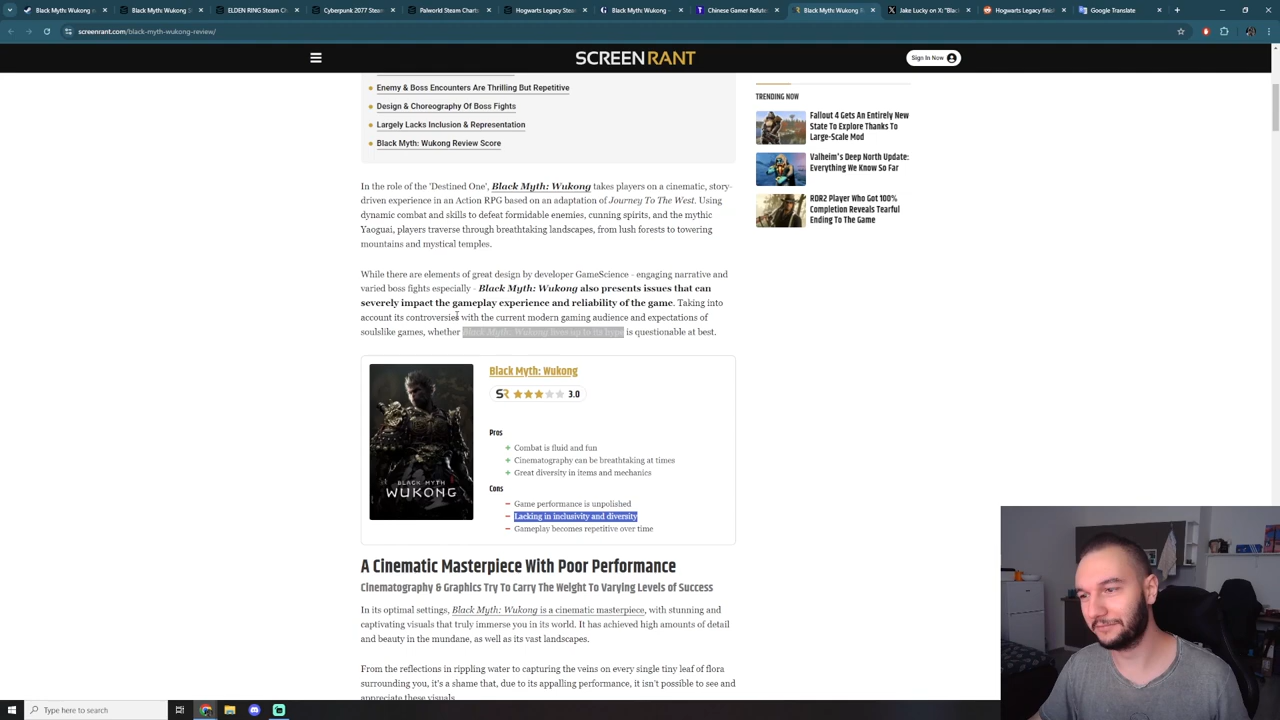 Black Myth Wukong n
Black Myth: Wukong S
ELDEN RING Steam C
Cyberpunk 2077 Steam
Palworld Steam Charts
Hogwarts Legacy Stea
Black Myth: Wukong re
Chinese Gamer Refute
Black Myth Wukong R
Jake Lucky on X: "Blac
Hogwarts Legacy finis
Google Translate
screenrant.com/black-myth-wukong-review/
SCREENRANT
Sign In Now
Enemy & Boss Encounters Are Thrilling But Repetitive
Design & Choreography Of Boss Fights
Largely Lacks Inclusion & Representation
Black Myth: Wukong Review Score
In the role of the 'Destined One', Black Myth: Wukong takes players on a cinematic, story-
driven experience in an Action RPG based on an adaptation of Journey To The West. Using
dynamic combat and skills to defeat formidable enemies, cunning spirits, and the mythic
Yaoguai, players traverse through breathtaking landscapes, from lush forests to towering
mountains and mystical temples.
While there are elements of great design by developer GameScience - engaging narrative and
varied boss fights especially - Black Myth: Wukong also presents issues that can
severely impact the gameplay experience and reliability of the game. Taking into
account its controversies with the current modern gaming audience and expectations of
soulslike games, whether Black Myth: Wukong lives up to its hype is questionable at best.
Black Myth: Wukong
SR 3.0
Pros
Combat is fluid and fun
Cinematography can be breathtaking at times
Great diversity in items and mechanics
Cons
Game performance is unpolished
Lacking in inclusivity and diversity
Gameplay becomes repetitive over time
BLACK MYTH
WUKONG
A Cinematic Masterpiece With Poor Performance
Cinematography & Graphics Try To Carry The Weight To Varying Levels of Success
In its optimal settings, Black Myth: Wukong is a cinematic masterpiece, with stunning and
captivating visuals that truly immerse you in its world. It has achieved high amounts of detail
and beauty in the mundane, as well as its vast landscapes.
From the reflections in rippling water to capturing the veins on every single tiny leaf of flora
surrounding you, it's a shame that, due to its appalling performance, it isn't possible to see and
appreciate these visuals.
TRENDING NOW
Fallout 4 Gets An Entirely New
State To Explore Thanks To
Large-Scale Mod
Valheim's Deep North Update:
Everything We Know So Far
RDR2 Player Who Got 100%
Completion Reveals Tearful
Ending To The Game
Type here to search